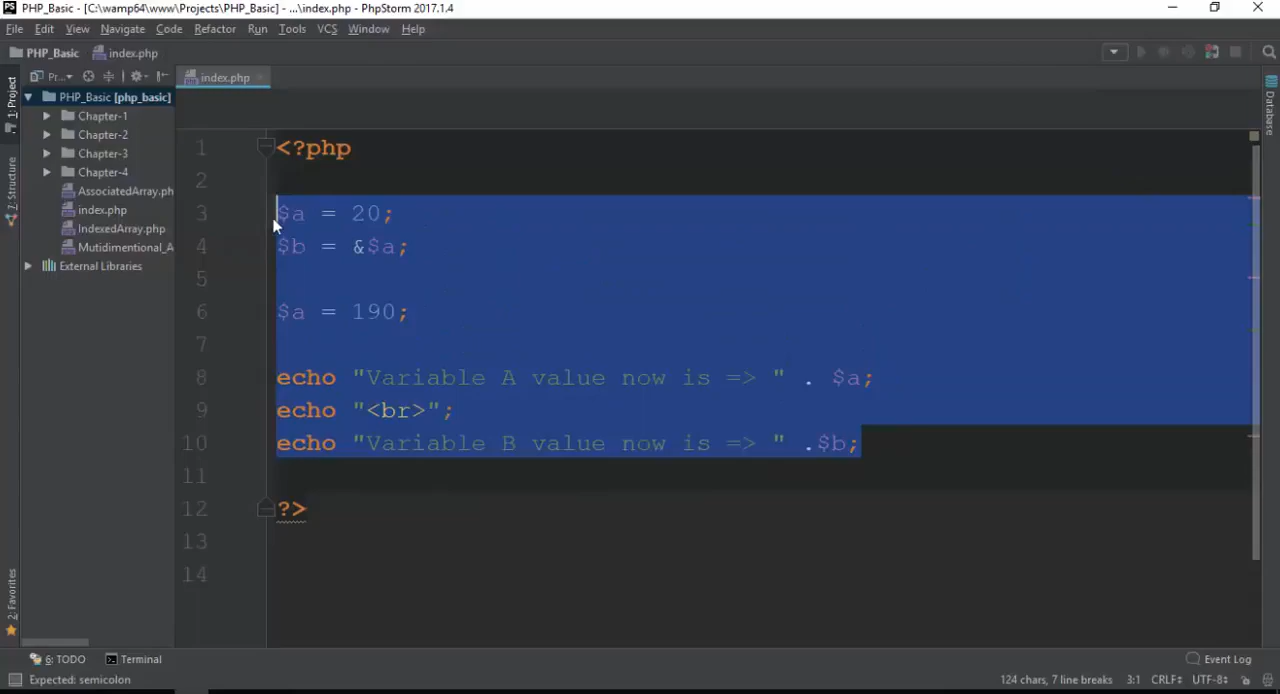 PS PHP_Basic - [C:\wamp64\www\Projects\PHP_Basic] - ...\index.php - PhpStorm 2017.1.4
File Edit View Navigate Code Refactor Run Tools VCS Window Help
PHP_Basic index.php
1: Project
Pr... index.php
PHP_Basic [php_basic]
Chapter-1
Chapter-2
Chapter-3
Chapter-4
AssociatedArray.ph
index.php
IndexedArray.php
Mutidimentional_A
External Libraries
7: Structure
2: Favorites
Database
1 <?php
2
3 $a = 20;
4 $b = &$a;
5
6 $a = 190;
7
8 echo "Variable A value now is => " . $a;
9 echo "<br>";
10 echo "Variable B value now is => " .$b;
11
12 ?>
13
14
6: TODO Terminal Event Log
Expected: semicolon 124 chars, 7 line breaks 3:1 CRLF UTF-8